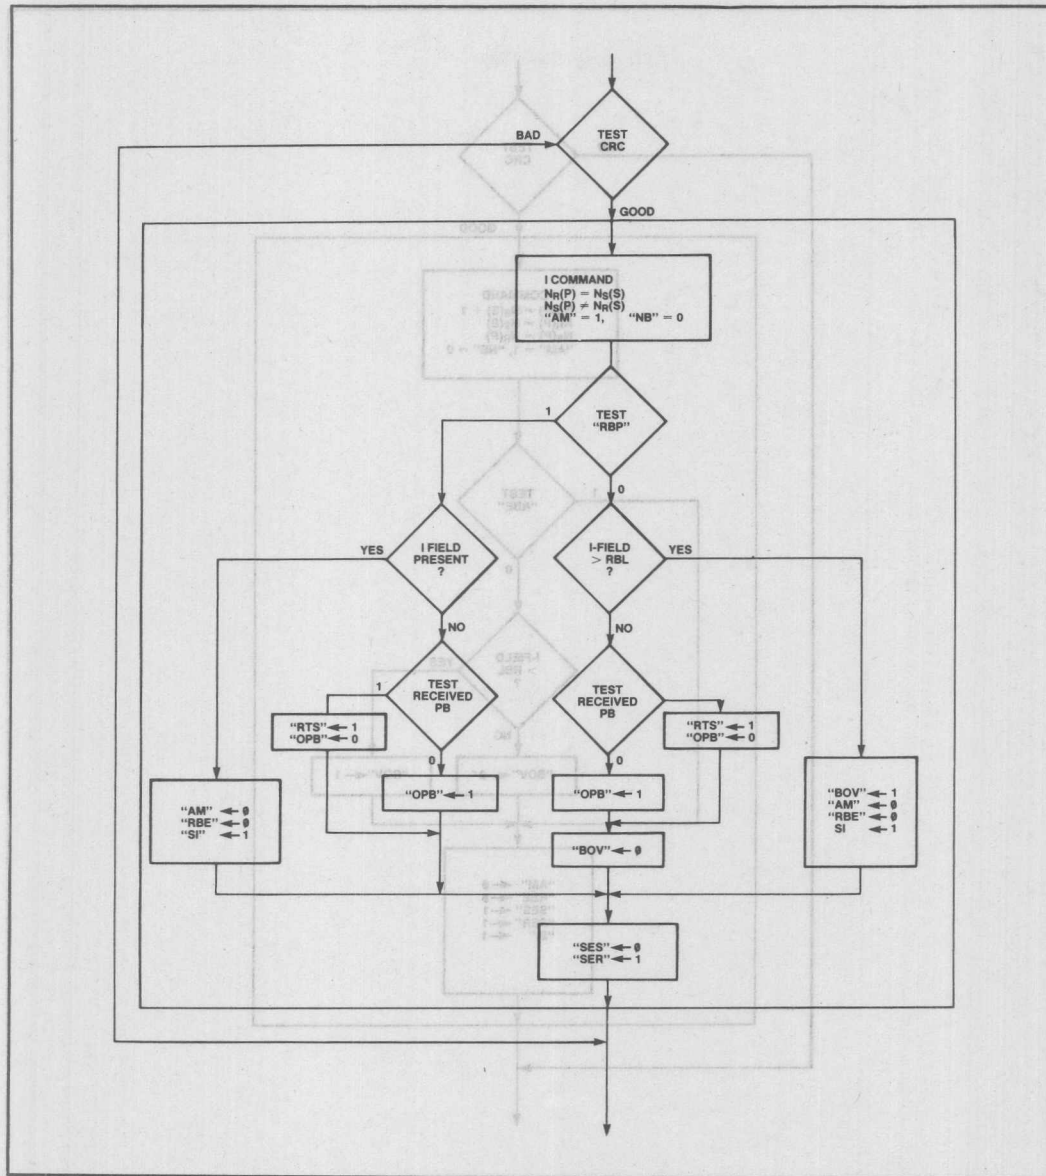 TEST
CRC
BAD
GOOD
I COMMAND
NR(P) = NS(S)
NS(P) ≠ NR(S)
"AM" = 1, "NB" = 0
TEST
"RBP"
1
0
I FIELD
PRESENT
?
YES
NO
I-FIELD
> RBL
?
YES
NO
TEST
RECEIVED
PB
1
0
"RTS" ← 1
"OPB" ← 0
"OPB" ← 1
TEST
RECEIVED
PB
0
"RTS" ← 1
"OPB" ← 0
"OPB" ← 1
"BOV" ← 0
"AM" ← 0
"RBE" ← 0
"SI" ← 1
"BOV" ← 1
"AM" ← 0
"RBE" ← 0
SI ← 1
"SES" ← 0
"SER" ← 1